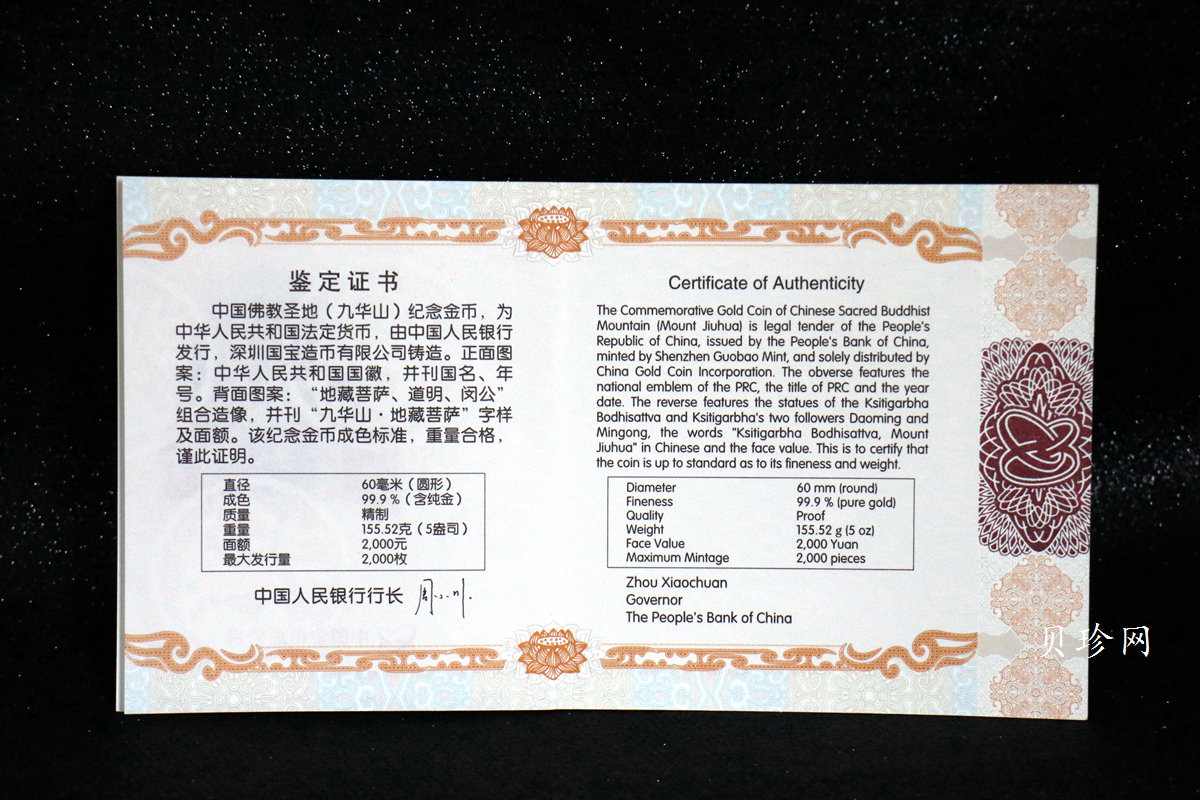 鉴定证书
中国佛教圣地（九华山）纪念金币，为
中华人民共和国法定货币，由中国人民银行
发行，深圳国宝造币有限公司铸造。正面图
案：中华人民共和国国徽，并刊国名、年
号。背面图案：“地藏菩萨、道明、闵公”
组合造像，并刊“九华山·地藏菩萨”字样
及面额。该纪念金币成色标准，重量合格，
谨此证明。
直径 60毫米（圆形）
成色 99.9 %（含纯金）
质量 精制
重量 155.52克（5盎司）
面额 2,000元
最大发行量 2,000枚
中国人民银行行长 周小川
Certificate of Authenticity
The Commemorative Gold Coin of Chinese Sacred Buddhist
Mountain (Mount Jiuhua) is legal tender of the People's
Republic of China, issued by the People's Bank of China,
minted by Shenzhen Guobao Mint, and solely distributed by
China Gold Coin Incorporation. The obverse features the
national emblem of the PRC, the title of PRC and the year
date. The reverse features the statues of the Ksitigarbha
Bodhisattva and Ksitigarbha's two followers Daoming and
Mingong, the words "Ksitigarbha Bodhisattva, Mount
Jiuhua" in Chinese and the face value. This is to certify that
the coin is up to standard as to its fineness and weight.
Diameter 60 mm (round)
Fineness 99.9 % (pure gold)
Quality Proof
Weight 155.52 g (5 oz)
Face Value 2,000 Yuan
Maximum Mintage 2,000 pieces
Zhou Xiaochuan
Governor
The People's Bank of China
贝珍网